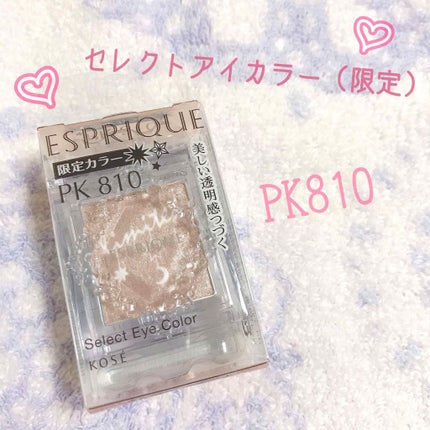 セレクトアイカラー（限定）
PK810
ESPRIQUE
限定カラー
PK 810
美しい透明感つづく
Select Eye Color
KOSÉ